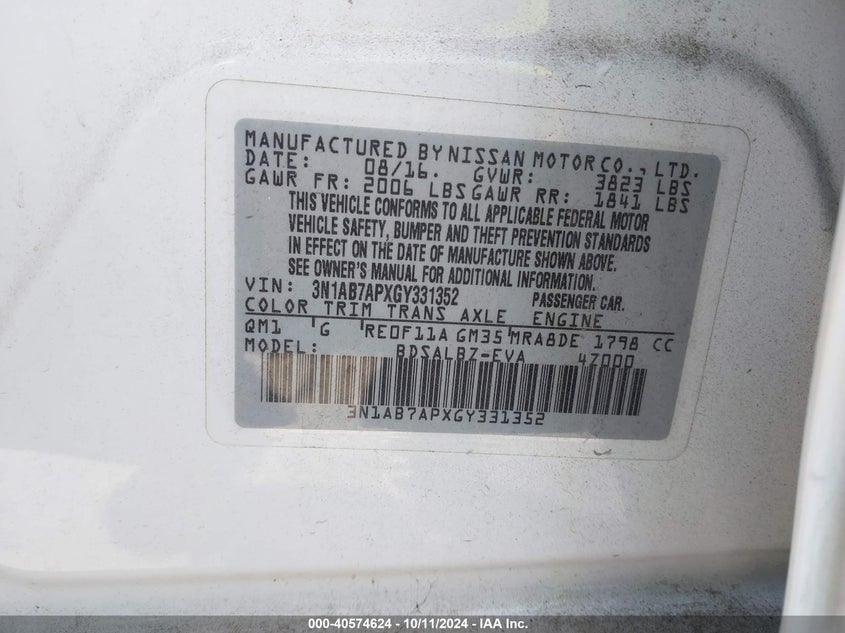 MANUFACTURED BY NISSAN MOTOR CO., LTD.
DATE: 08/16. GVWR: 3823 LBS
GAWR FR: 2006 LBS GAWR RR: 1841 LBS
THIS VEHICLE CONFORMS TO ALL APPLICABLE FEDERAL MOTOR
VEHICLE SAFETY, BUMPER AND THEFT PREVENTION STANDARDS
IN EFFECT ON THE DATE OF MANUFACTURE SHOWN ABOVE.
SEE OWNER'S MANUAL FOR ADDITIONAL INFORMATION.
VIN: 3N1AB7APXGY331352 PASSENGER CAR.
COLOR TRIM TRANS AXLE ENGINE
QM1 G RE0F11A GM35 MRA8DE 1798 CC
MODEL: BDSALBZ-EVA 47000
3N1AB7APXGY331352
000-40574624 - 10/11/2024 - IAA Inc.